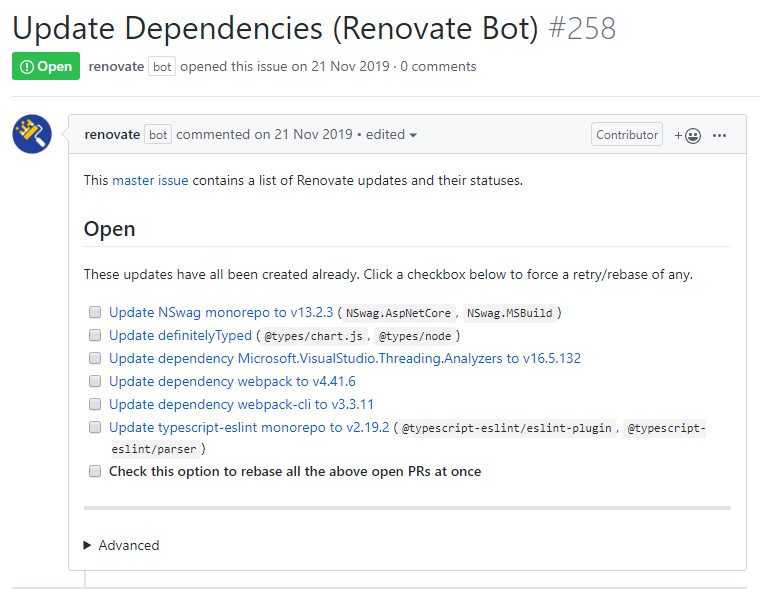 Update Dependencies (Renovate Bot) #258
Open renovate bot opened this issue on 21 Nov 2019 · 0 comments
renovate bot commented on 21 Nov 2019 • edited Contributor +
This master issue contains a list of Renovate updates and their statuses.
Open
These updates have all been created already. Click a checkbox below to force a retry/rebase of any.
Update NSwag monorepo to v13.2.3 ( NSwag.AspNetCore , NSwag.MSBuild )
Update definitelyTyped ( @types/chart.js , @types/node )
Update dependency Microsoft.VisualStudio.Threading.Analyzers to v16.5.132
Update dependency webpack to v4.41.6
Update dependency webpack-cli to v3.3.11
Update typescript-eslint monorepo to v2.19.2 ( @typescript-eslint/eslint-plugin , @typescript-
eslint/parser )
Check this option to rebase all the above open PRs at once
Advanced